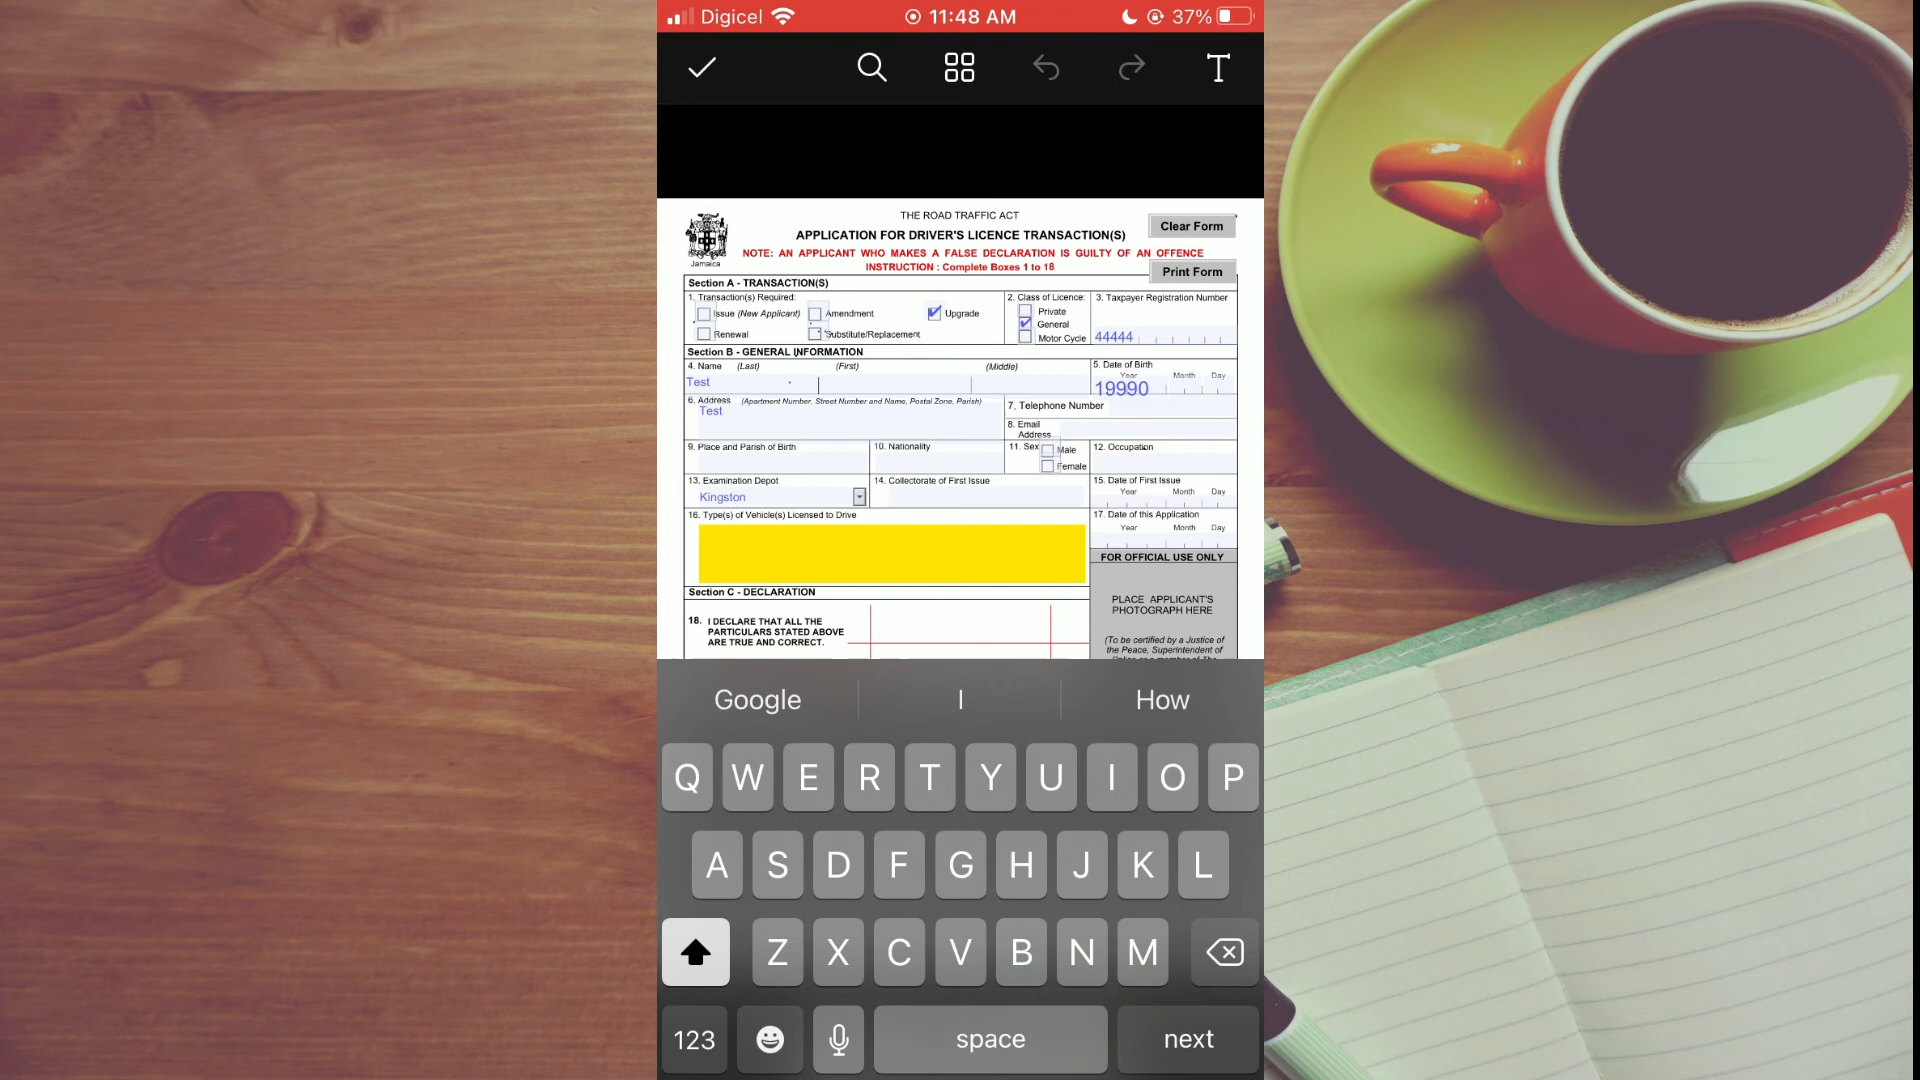 Digicel 11:48 AM 37%
T
THE ROAD TRAFFIC ACT
APPLICATION FOR DRIVER'S LICENCE TRANSACTION(S)
Clear Form
NOTE: AN APPLICANT WHO MAKES A FALSE DECLARATION IS GUILTY OF AN OFFENCE
Jamaica
INSTRUCTION : Complete Boxes 1 to 18
Print Form
Section A - TRANSACTION(S)
1. Transaction(s) Required:
Issue (New Applicant)
Amendment
Upgrade
Renewal
Substitute/Replacement
2. Class of Licence:
Private
General
Motor Cycle
3. Taxpayer Registration Number
44444
Section B - GENERAL INFORMATION
4. Name (Last) (First) (Middle)
Test
5. Date of Birth
Year Month Day
19990
6. Address (Apartment Number, Street Number and Name, Postal Zone, Parish)
Test
7. Telephone Number
8. Email
Address
9. Place and Parish of Birth
10. Nationality
11. Sex
Male
Female
12. Occupation
13. Examination Depot
Kingston
14. Collectorate of First Issue
15. Date of First Issue
Year Month Day
16. Type(s) of Vehicle(s) Licensed to Drive
17. Date of this Application
Year Month Day
FOR OFFICIAL USE ONLY
Section C - DECLARATION
18. I DECLARE THAT ALL THE
PARTICULARS STATED ABOVE
ARE TRUE AND CORRECT.
PLACE APPLICANT'S
PHOTOGRAPH HERE
(To be certified by a Justice of
the Peace, Superintendent of
Google I How
Q W E R T Y U I O P
A S D F G H J K L
Z X C V B N M
123 space next